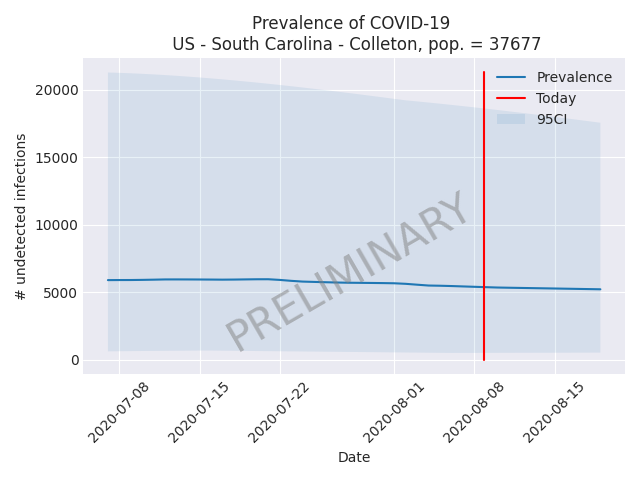 Prevalence of COVID-19
US - South Carolina - Colleton, pop. = 37677
Prevalence
Today
95CI
# undetected infections
20000
15000
10000
5000
0
PRELIMINARY
2020-07-08
2020-07-15
2020-07-22
2020-08-01
2020-08-08
2020-08-15
Date